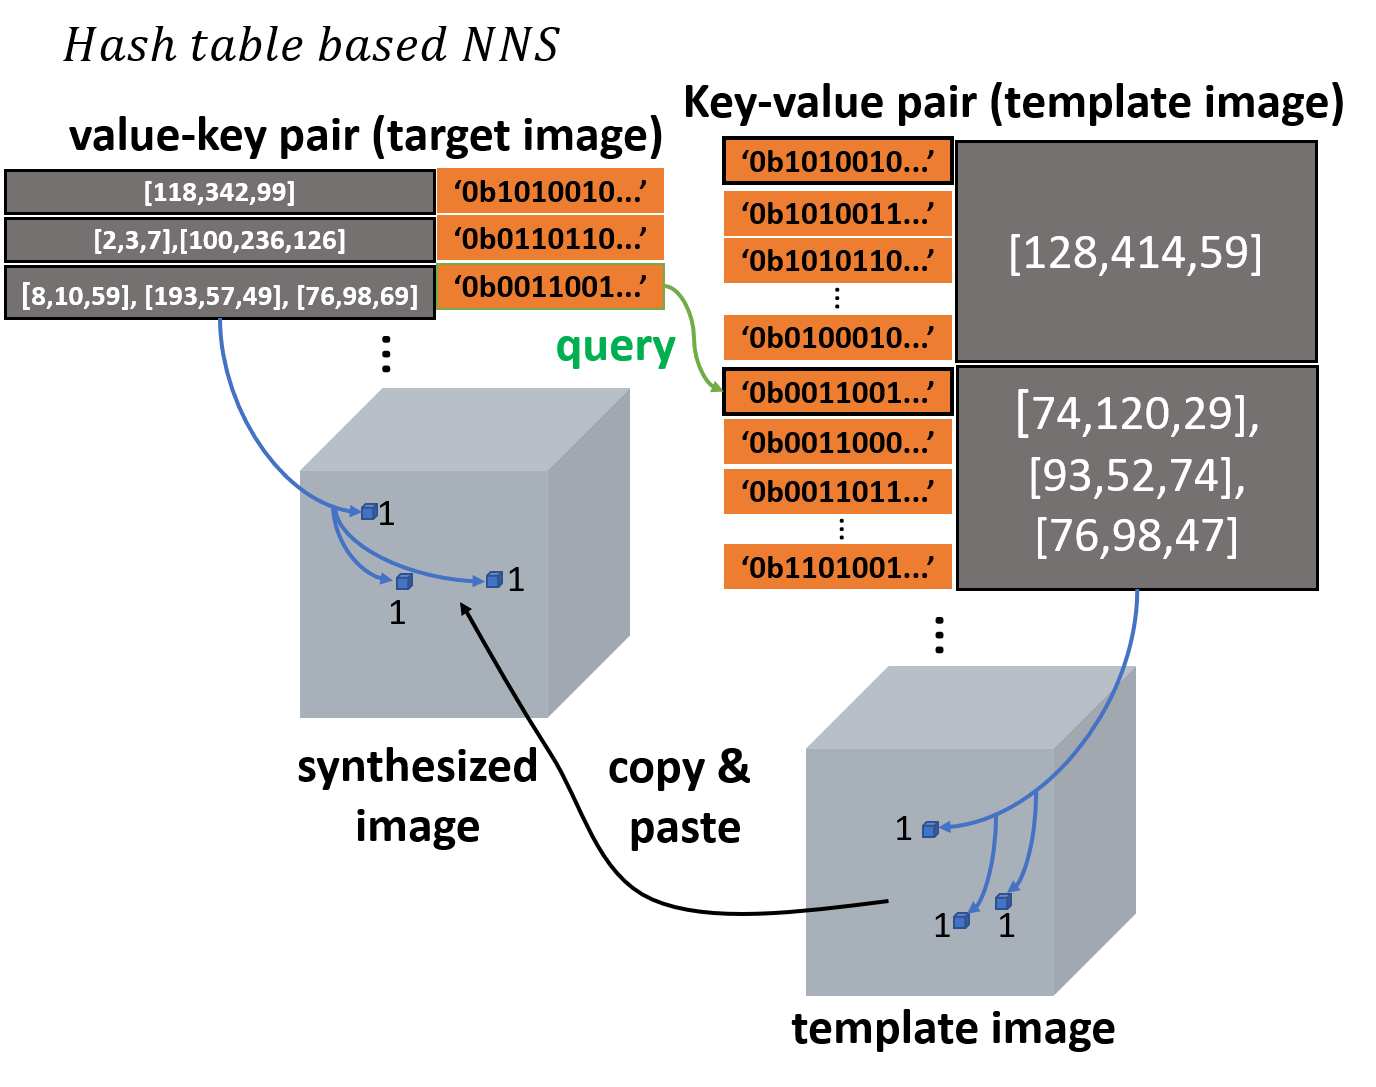 Hash table based NNS
Key-value pair (template image)
value-key pair (target image)
[118,342,99] ‘0b1010010...’
[2,3,7],[100,236,126] ‘0b0110110...’
[8,10,59], [193,57,49], [76,98,69] ‘0b0011001...’
⋮
query
‘0b1010010...’
‘0b1010011...’
‘0b1010110...’
⋮
‘0b0100010...’
[128,414,59]
‘0b0011001...’
‘0b0011000...’
‘0b0011011...’
⋮
‘0b1101001...’
[74,120,29],
[93,52,74],
[76,98,47]
⋮
1
1
1
synthesized
image
copy &
paste
1
1
1
template image